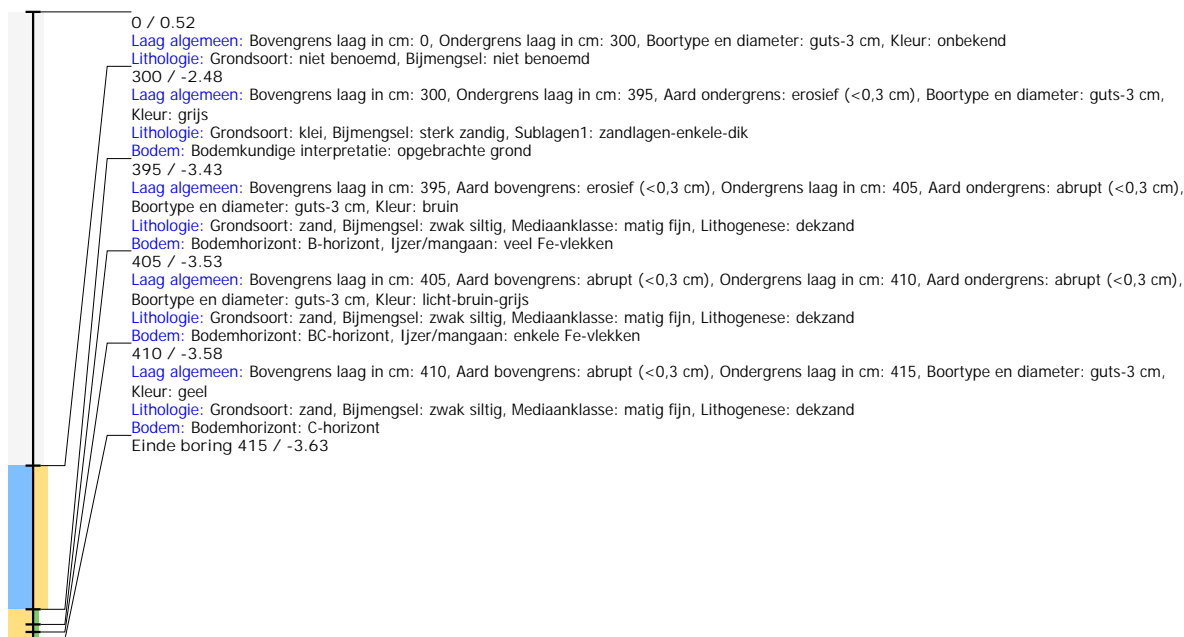 0 / 0.52
Laag algemeen: Bovengrens laag in cm: 0, Ondergrens laag in cm: 300, Boortype en diameter: guts-3 cm, Kleur: onbekend
Lithologie: Grondsoort: niet benoemd, Bijmengsel: niet benoemd
300 / -2.48
Laag algemeen: Bovengrens laag in cm: 300, Ondergrens laag in cm: 395, Aard ondergrens: erosief (<0,3 cm), Boortype en diameter: guts-3 cm,
Kleur: grijs
Lithologie: Grondsoort: klei, Bijmengsel: sterk zandig, Sublagen1: zandlagen-enkele-dik
Bodem: Bodemkundige interpretatie: opgebrachte grond
395 / -3.43
Laag algemeen: Bovengrens laag in cm: 395, Aard bovengrens: erosief (<0,3 cm), Ondergrens laag in cm: 405, Aard ondergrens: abrupt (<0,3 cm),
Boortype en diameter: guts-3 cm, Kleur: bruin
Lithologie: Grondsoort: zand, Bijmengsel: zwak siltig, Mediaanklasse: matig fijn, Lithogenese: dekzand
Bodem: Bodemhorizont: B-horizont, Ijzer/mangaan: veel Fe-vlekken
405 / -3.53
Laag algemeen: Bovengrens laag in cm: 405, Aard bovengrens: abrupt (<0,3 cm), Ondergrens laag in cm: 410, Aard ondergrens: abrupt (<0,3 cm),
Boortype en diameter: guts-3 cm, Kleur: licht-bruin-grijs
Lithologie: Grondsoort: zand, Bijmengsel: zwak siltig, Mediaanklasse: matig fijn, Lithogenese: dekzand
Bodem: Bodemhorizont: BC-horizont, Ijzer/mangaan: enkele Fe-vlekken
410 / -3.58
Laag algemeen: Bovengrens laag in cm: 410, Aard bovengrens: abrupt (<0,3 cm), Ondergrens laag in cm: 415, Boortype en diameter: guts-3 cm,
Kleur: geel
Lithologie: Grondsoort: zand, Bijmengsel: zwak siltig, Mediaanklasse: matig fijn, Lithogenese: dekzand
Bodem: Bodemhorizont: C-horizont
Einde boring 415 / -3.63